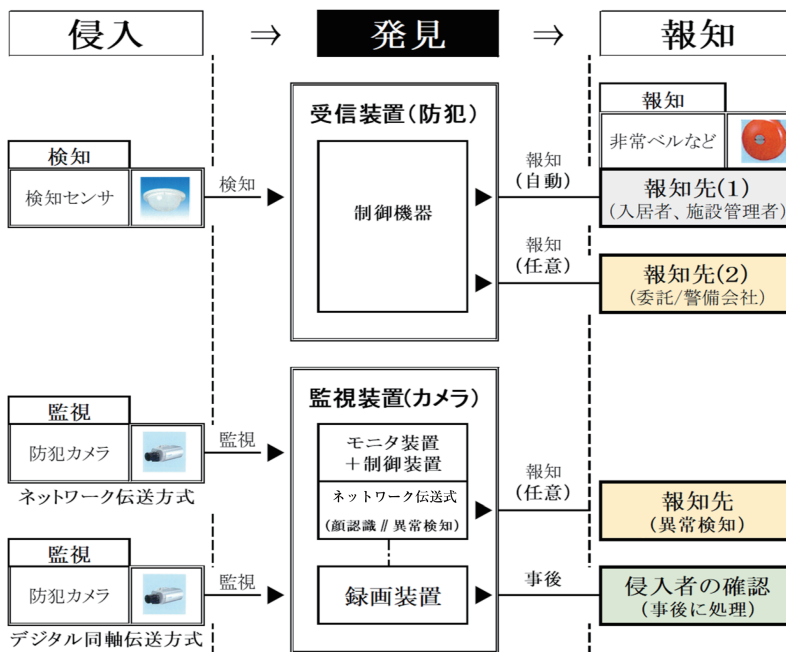 侵入 ⇒ 発見 ⇒ 報知
検知
検知センサ
検知
受信装置(防犯)
制御機器
報知
(自動)
報知
(任意)
報知
非常ベルなど
報知先(1)
(入居者、施設管理者)
報知先(2)
(委託/警備会社)
監視
防犯カメラ
ネットワーク伝送方式
監視
監視
防犯カメラ
デジタル同軸伝送方式
監視
監視装置(カメラ)
モニタ装置
+制御装置
ネットワーク伝送式
(顔認識∥異常検知)
録画装置
報知
(任意)
事後
報知先
(異常検知)
侵入者の確認
(事後に処理)